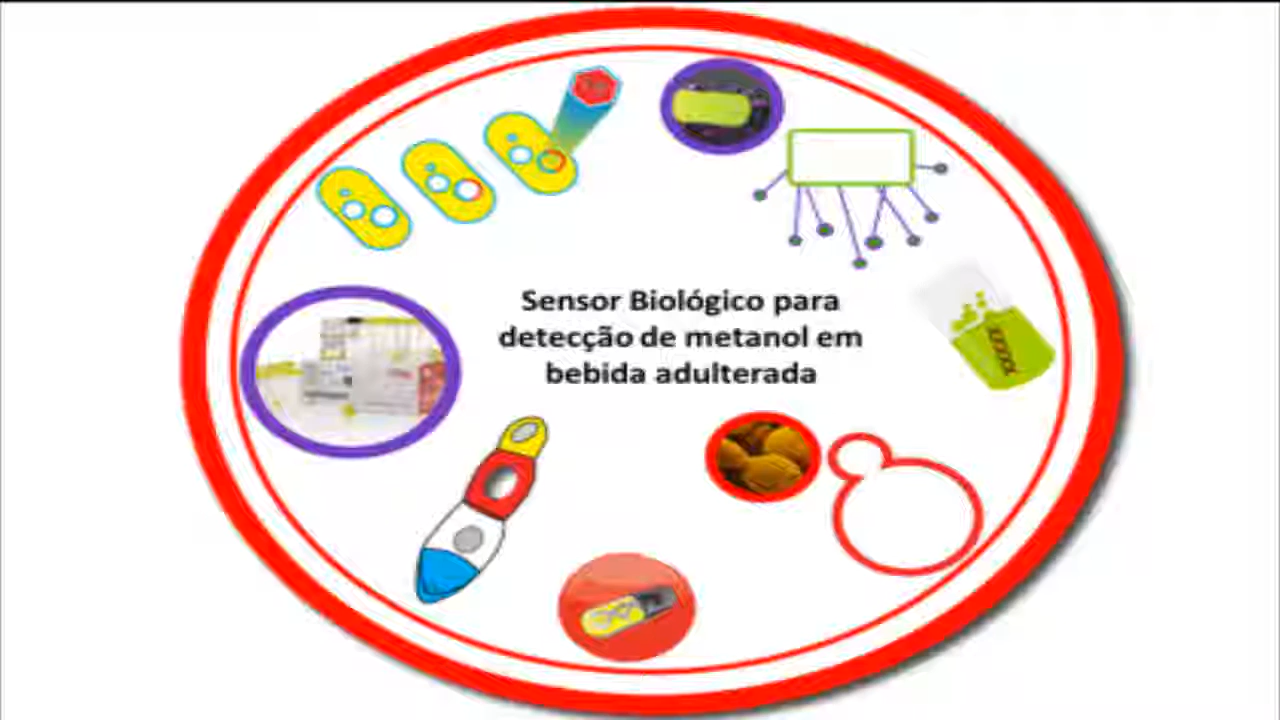 Sensor Biológico para
detecção de metanol em
bebida adulterada